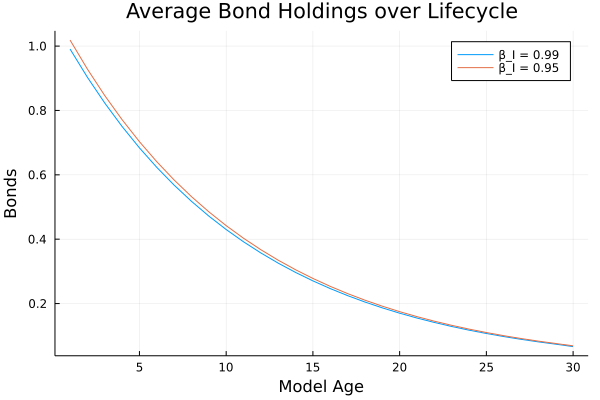 Average Bond Holdings over Lifecycle
β_l = 0.99
β_l = 0.95
Bonds
1.0
0.8
0.6
0.4
0.2
5 10 15 20 25 30
Model Age